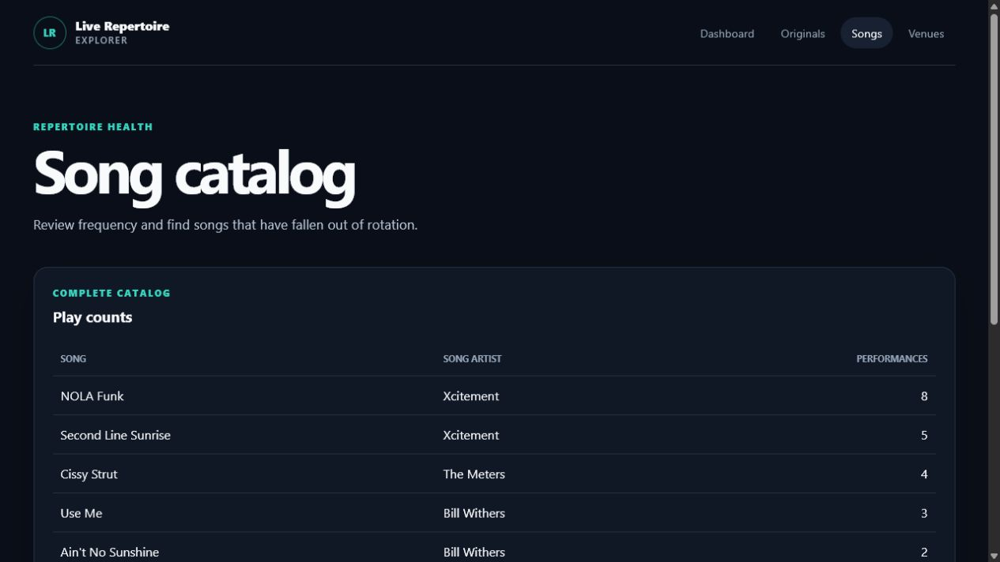 LR
Live Repertoire
EXPLORER
Dashboard Originals Songs Venues
REPERTOIRE HEALTH
Song catalog
Review frequency and find songs that have fallen out of rotation.
COMPLETE CATALOG
Play counts
SONG SONG ARTIST PERFORMANCES
NOLA Funk Xcitement 8
Second Line Sunrise Xcitement 5
Cissy Strut The Meters 4
Use Me Bill Withers 3
Ain't No Sunshine Bill Withers 2